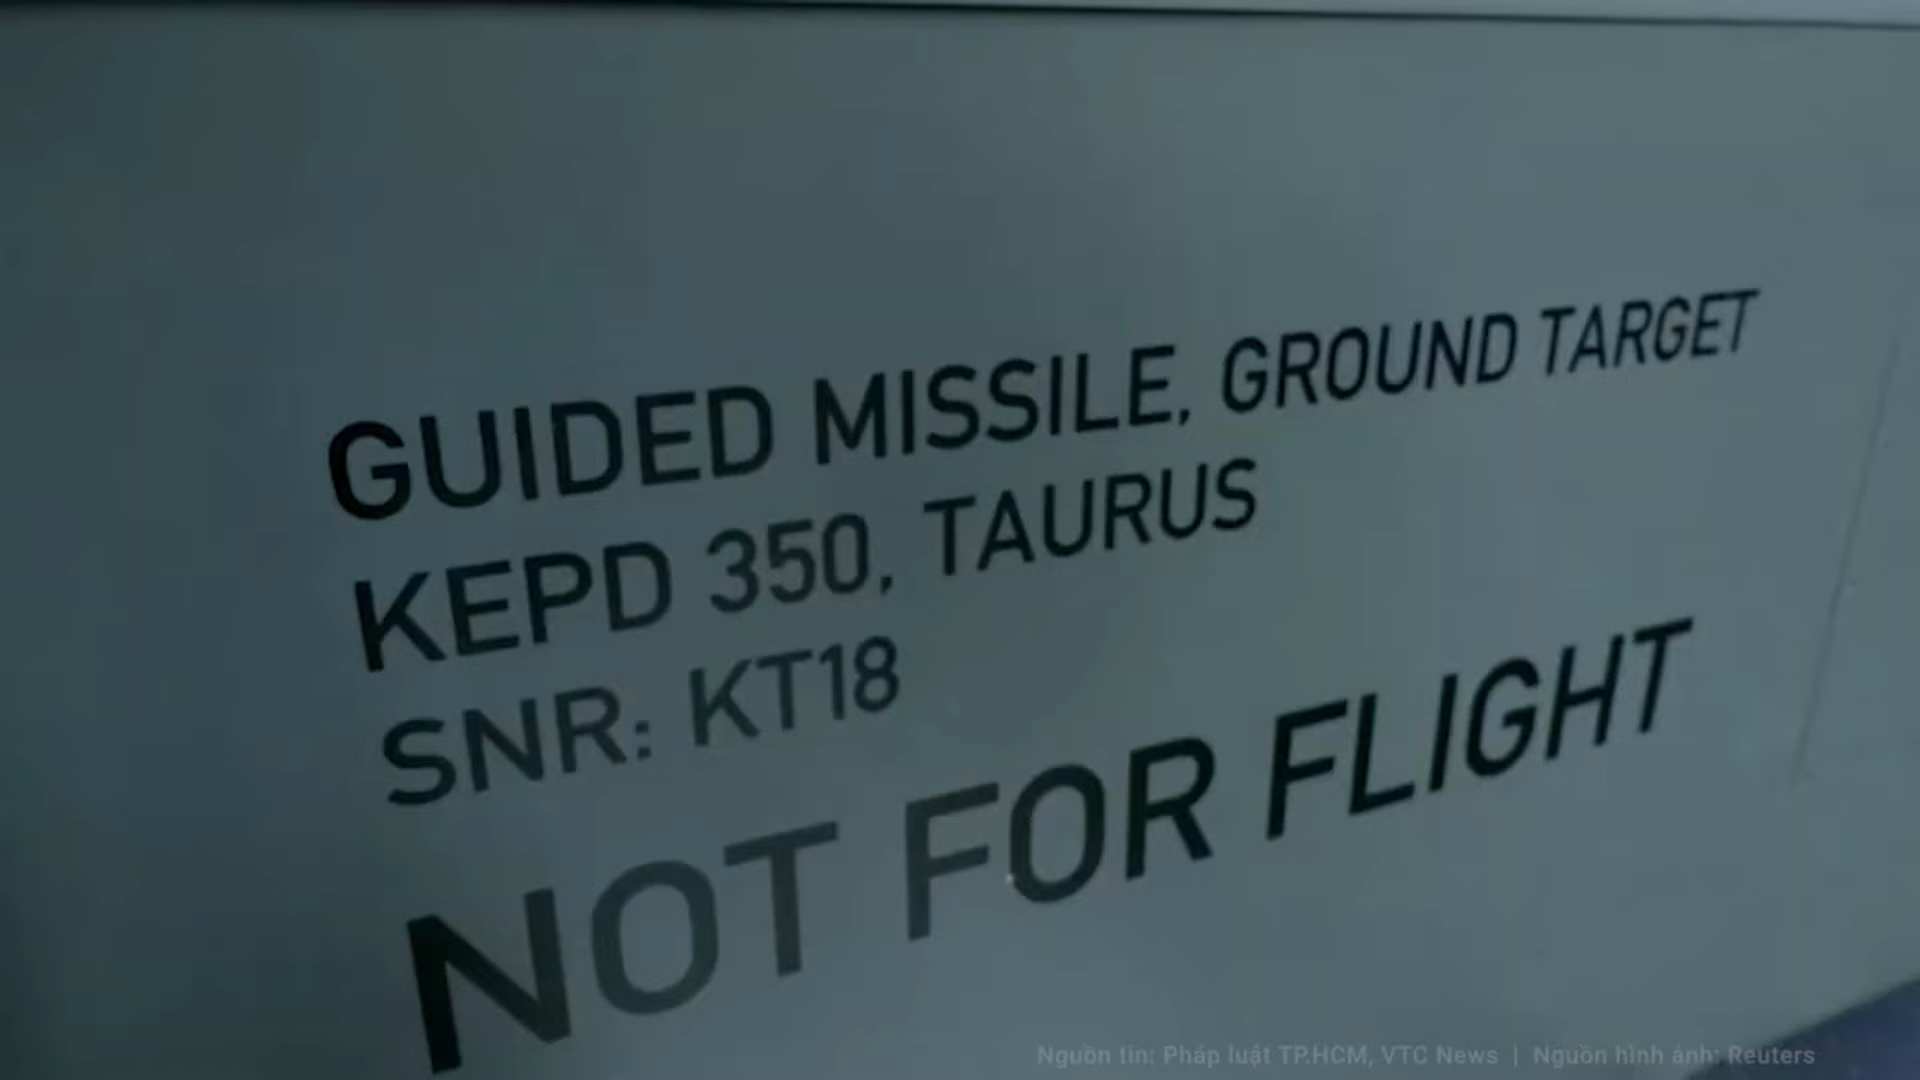 GUIDED MISSILE, GROUND TARGET
KEPD 350, TAURUS
SNR: KT18
NOT FOR FLIGHT
Nguồn tin: Pháp luật TP.HCM, VTC News | Nguồn hình ảnh: Reuters